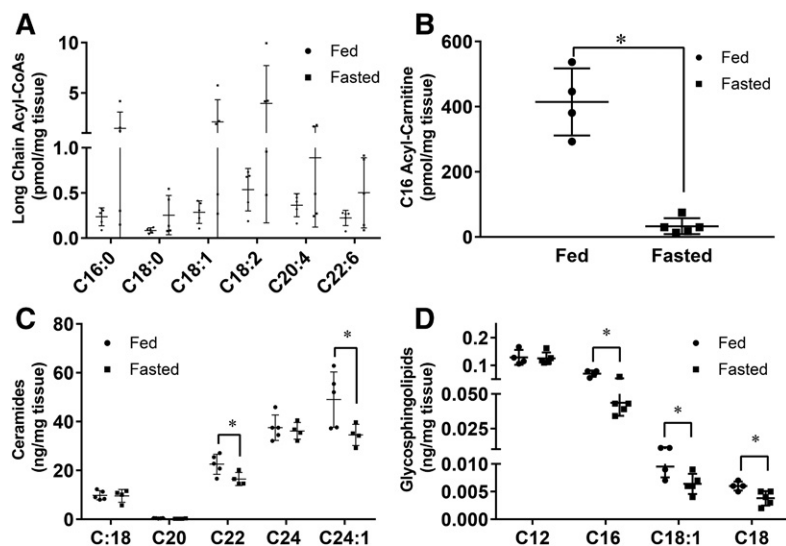 A
Long Chain Acyl-CoAs
(pmol/mg tissue)
10
5
1.0
0.5
0.0
Fed
Fasted
C16:0
C18:0
C18:1
C18:2
C20:4
C22:6
B
C16 Acyl-Carnitine
(pmol/mg tissue)
600
400
200
0
*
Fed
Fasted
Fed
Fasted
C
Ceramides
(ng/mg tissue)
80
60
40
20
0
Fed
Fasted
*
*
C:18
C20
C22
C24
C24:1
D
Glycosphingolipids
(ng/mg tissue)
0.2
0.1
0.050
0.025
0.010
0.005
0.000
*
*
*
Fed
Fasted
C12
C16
C18:1
C18